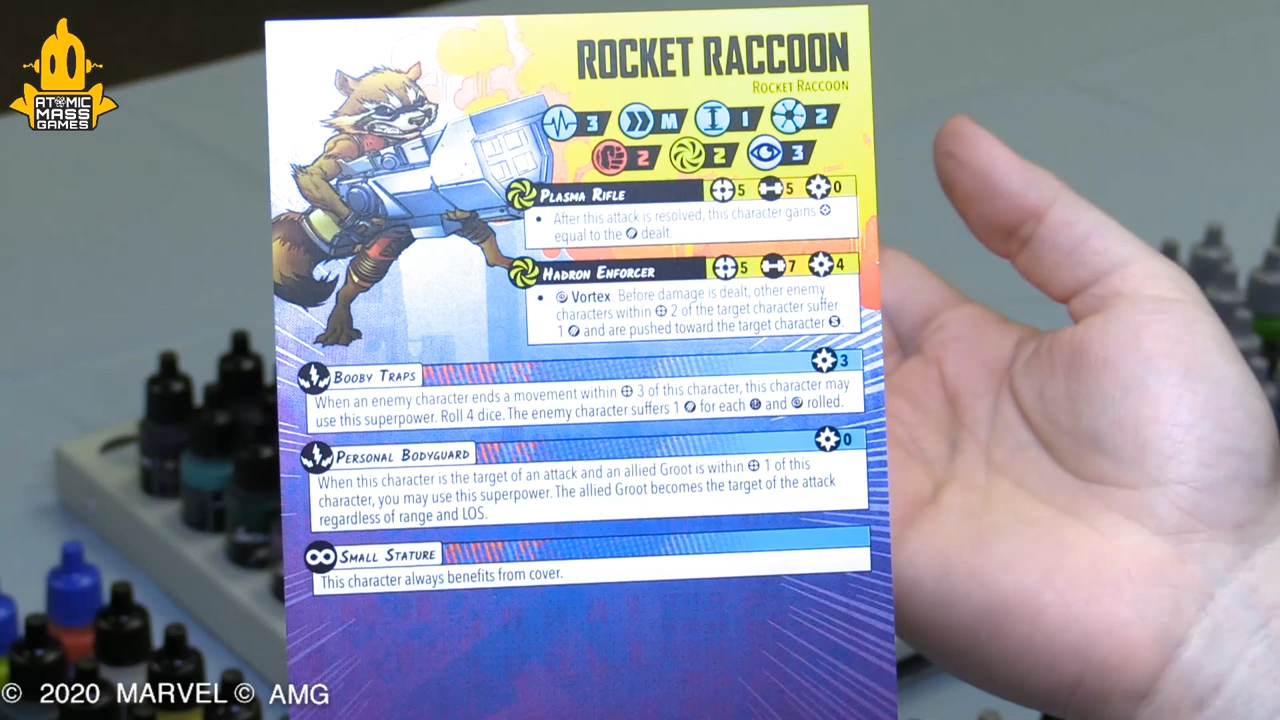 ATOMIC
MASS
GAMES
ROCKET RACCOON
ROCKET RACCOON
3 M 1 2
2 2 3
PLASMA RIFLE 5 5 0
• After this attack is resolved, this character gains
equal to the dealt.
HADRON ENFORCER 5 7 4
• Vortex: Before damage is dealt, other enemy
characters within 2 of the target character suffer
1 and are pushed toward the target character S.
BOOBY TRAPS 3
When an enemy character ends a movement within 3 of this character, this character may
use this superpower. Roll 4 dice. The enemy character suffers 1 for each and rolled.
PERSONAL BODYGUARD 0
When this character is the target of an attack and an allied Groot is within 1 of this
character, you may use this superpower. The allied Groot becomes the target of the attack
regardless of range and LOS.
SMALL STATURE
This character always benefits from cover.
© 2020 MARVEL © AMG